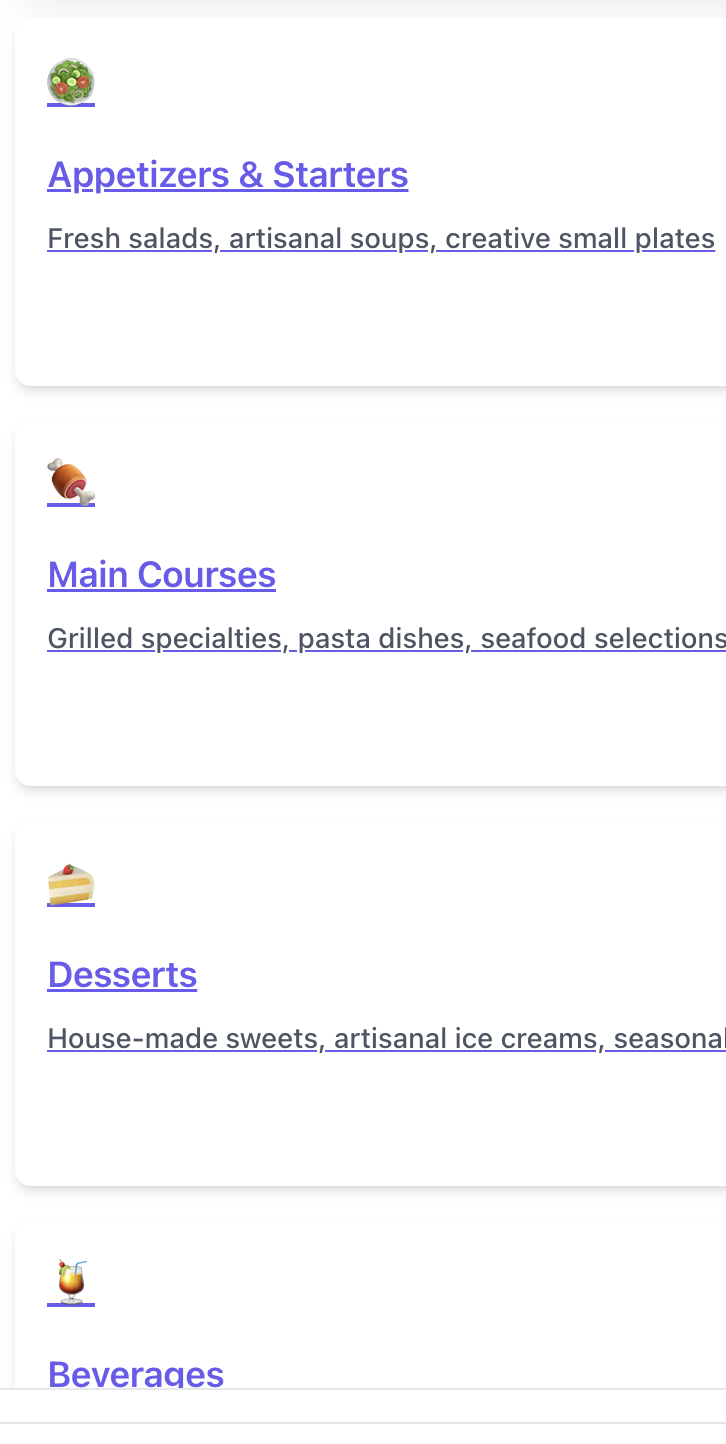 Appetizers & Starters
Fresh salads, artisanal soups, creative small plates
Main Courses
Grilled specialties, pasta dishes, seafood selections
Desserts
House-made sweets, artisanal ice creams, seasonal
Beverages